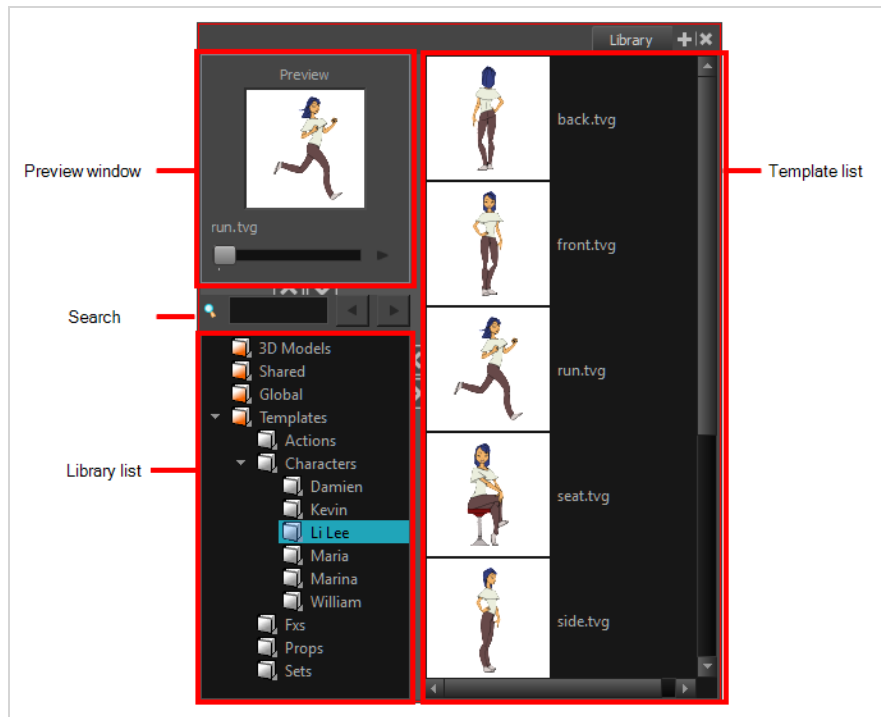 Library
Preview
run.tvg
Preview window
Search
Library list
3D Models
Shared
Global
Templates
Actions
Characters
Damien
Kevin
Li Lee
Maria
Marina
William
Fxs
Props
Sets
back.tvg
front.tvg
run.tvg
seat.tvg
side.tvg
Template list